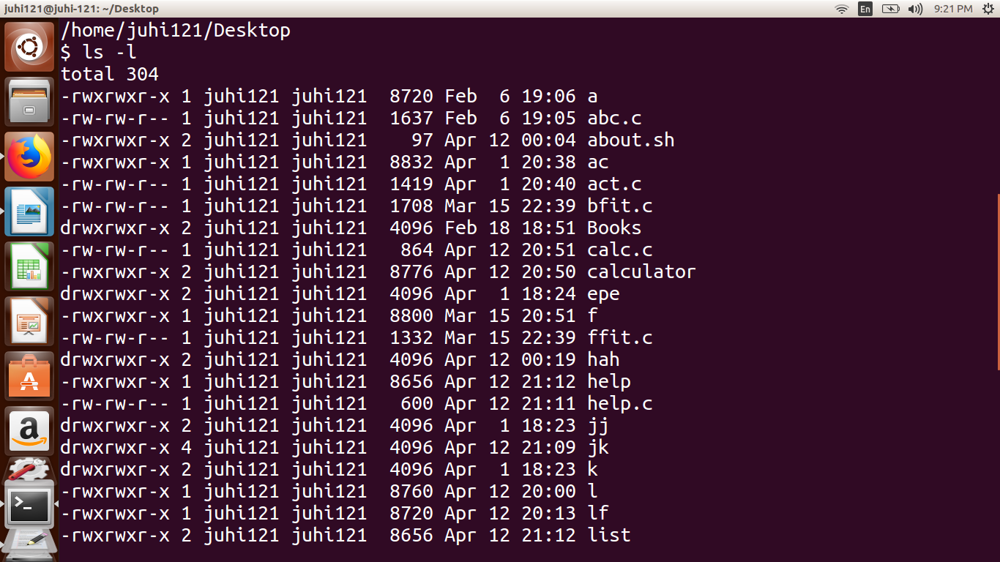 juhi121@juhi-121: ~/Desktop
En
9:21 PM
/home/juhi121/Desktop
$ ls -l
total 304
-rwxrwxr-x 1 juhi121 juhi121  8720 Feb  6 19:06 a
-rw-rw-r-- 1 juhi121 juhi121  1637 Feb  6 19:05 abc.c
-rwxrwxr-x 2 juhi121 juhi121    97 Apr 12 00:04 about.sh
-rwxrwxr-x 1 juhi121 juhi121  8832 Apr  1 20:38 ac
-rw-rw-r-- 1 juhi121 juhi121  1419 Apr  1 20:40 act.c
-rw-rw-r-- 1 juhi121 juhi121  1708 Mar 15 22:39 bfit.c
drwxrwxr-x 2 juhi121 juhi121  4096 Feb 18 18:51 Books
-rw-rw-r-- 1 juhi121 juhi121   864 Apr 12 20:51 calc.c
-rwxrwxr-x 2 juhi121 juhi121  8776 Apr 12 20:50 calculator
drwxrwxr-x 2 juhi121 juhi121  4096 Apr  1 18:24 epe
-rwxrwxr-x 1 juhi121 juhi121  8800 Mar 15 20:51 f
-rw-rw-r-- 1 juhi121 juhi121  1332 Mar 15 22:39 ffit.c
drwxrwxr-x 2 juhi121 juhi121  4096 Apr 12 00:19 hah
-rwxrwxr-x 1 juhi121 juhi121  8656 Apr 12 21:12 help
-rw-rw-r-- 1 juhi121 juhi121   600 Apr 12 21:11 help.c
drwxrwxr-x 2 juhi121 juhi121  4096 Apr  1 18:23 jj
drwxrwxr-x 4 juhi121 juhi121  4096 Apr 12 21:09 jk
drwxrwxr-x 2 juhi121 juhi121  4096 Apr  1 18:23 k
-rwxrwxr-x 1 juhi121 juhi121  8760 Apr 12 20:00 l
-rwxrwxr-x 1 juhi121 juhi121  8720 Apr 12 20:13 lf
-rwxrwxr-x 2 juhi121 juhi121  8656 Apr 12 21:12 list